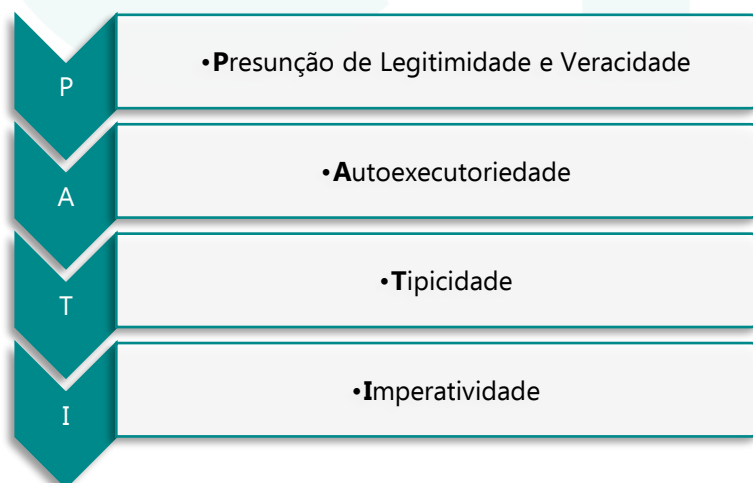 P
•Presunção de Legitimidade e Veracidade
A
•Autoexecutoriedade
T
•Tipicidade
I
•Imperatividade